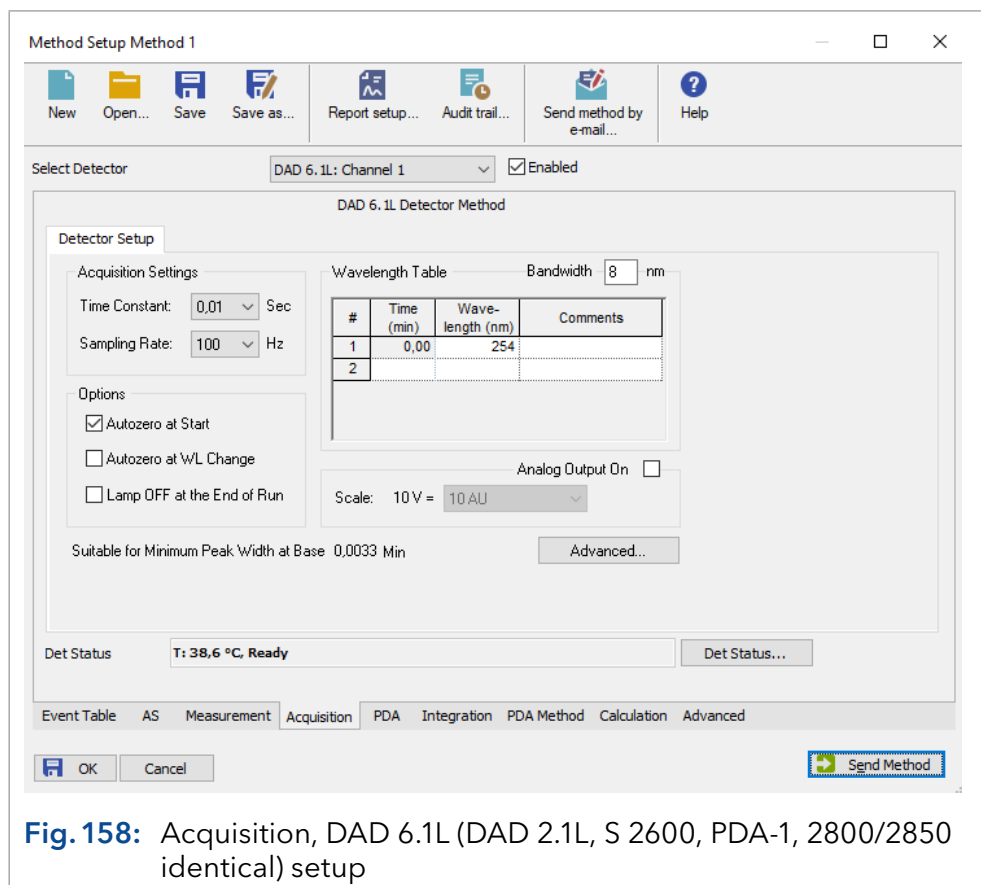 Method Setup Method 1
New Open... Save Save as... Report setup... Audit trail... Send method by e-mail... Help
Select Detector DAD 6.1L: Channel 1 Enabled
DAD 6.1L Detector Method
Detector Setup
Acquisition Settings
Time Constant: 0,01 Sec
Sampling Rate: 100 Hz
Wavelength Table Bandwidth 8 nm
# Time (min) Wave-length (nm) Comments
1 0,00 254
2
Options
Autozero at Start
Autozero at WL Change
Lamp OFF at the End of Run
Analog Output On
Scale: 10 V = 10 AU
Suitable for Minimum Peak Width at Base 0,0033 Min Advanced...
Det Status T: 38,6 °C, Ready Det Status...
Event Table AS Measurement Acquisition PDA Integration PDA Method Calculation Advanced
OK Cancel Send Method
Fig. 158: Acquisition, DAD 6.1L (DAD 2.1L, S 2600, PDA-1, 2800/2850
identical) setup